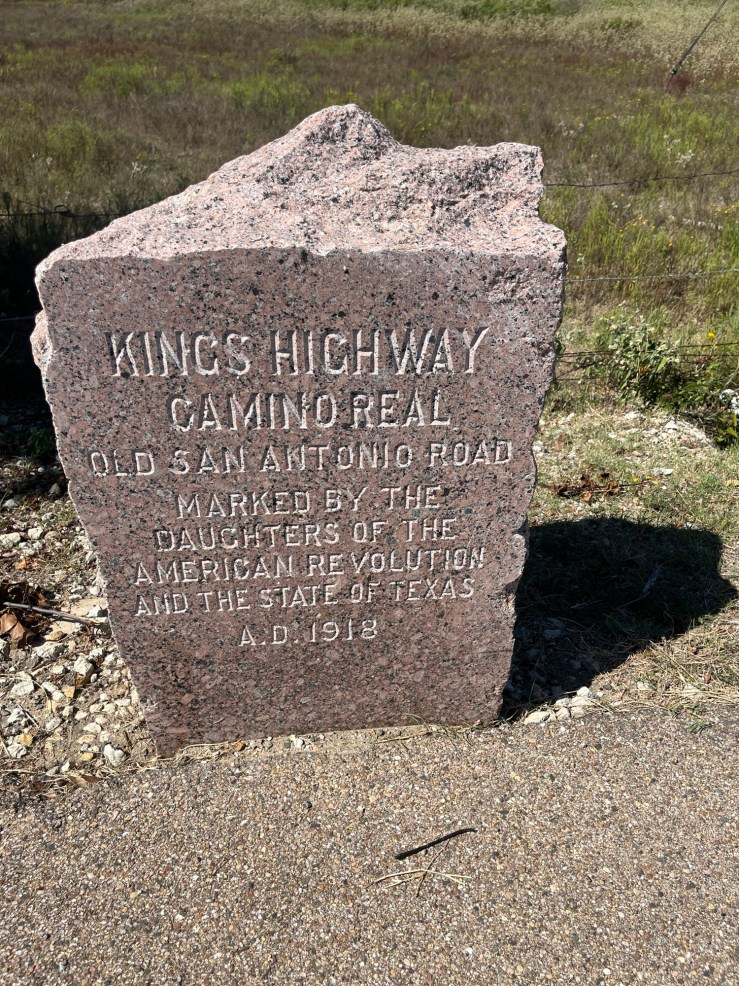 KINGS HIGHWAY
CAMINO REAL
OLD SAN ANTONIO ROAD
MARKED BY THE
DAUGHTERS OF THE
AMERICAN REVOLUTION
AND THE STATE OF TEXAS
A.D. 1918